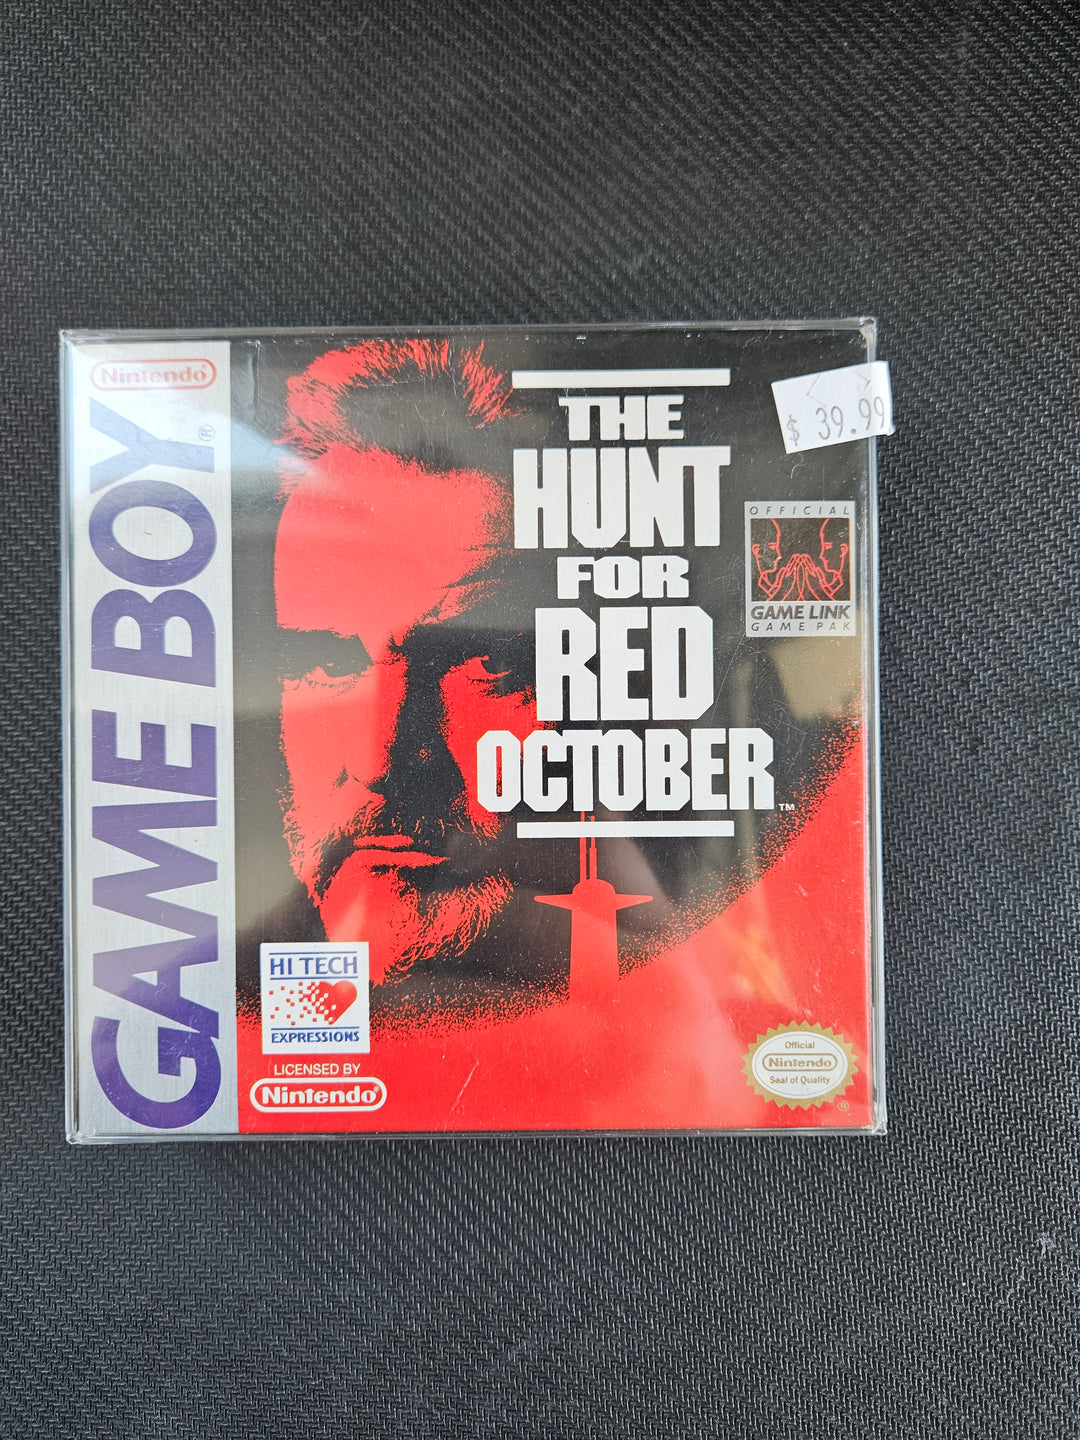 Nintendo®
GAME BOY®
THE
HUNT
FOR
RED
OCTOBER™
$ 39.99
OFFICIAL
GAME LINK
GAME PAK
HI TECH
EXPRESSIONS
LICENSED BY
Nintendo®
Official
Nintendo
Seal of Quality
®